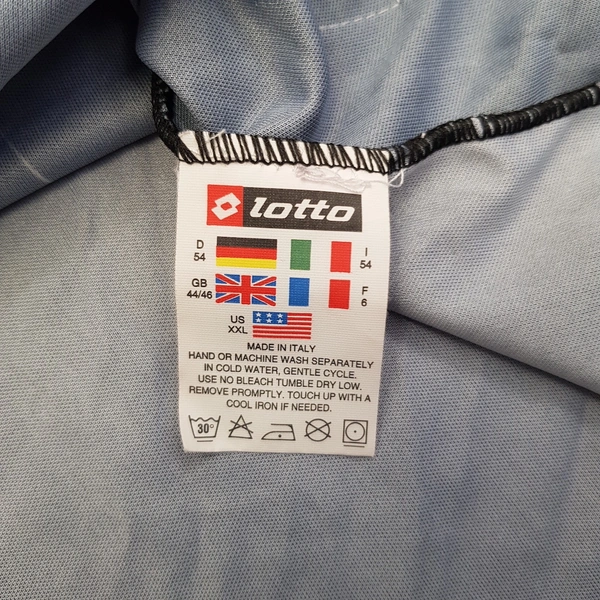 lotto
D 54 I 54
GB 44/46 F 6
US XXL
MADE IN ITALY
HAND OR MACHINE WASH SEPARATELY
IN COLD WATER, GENTLE CYCLE.
USE NO BLEACH TUMBLE DRY LOW.
REMOVE PROMPTLY. TOUCH UP WITH A
COOL IRON IF NEEDED.
30°